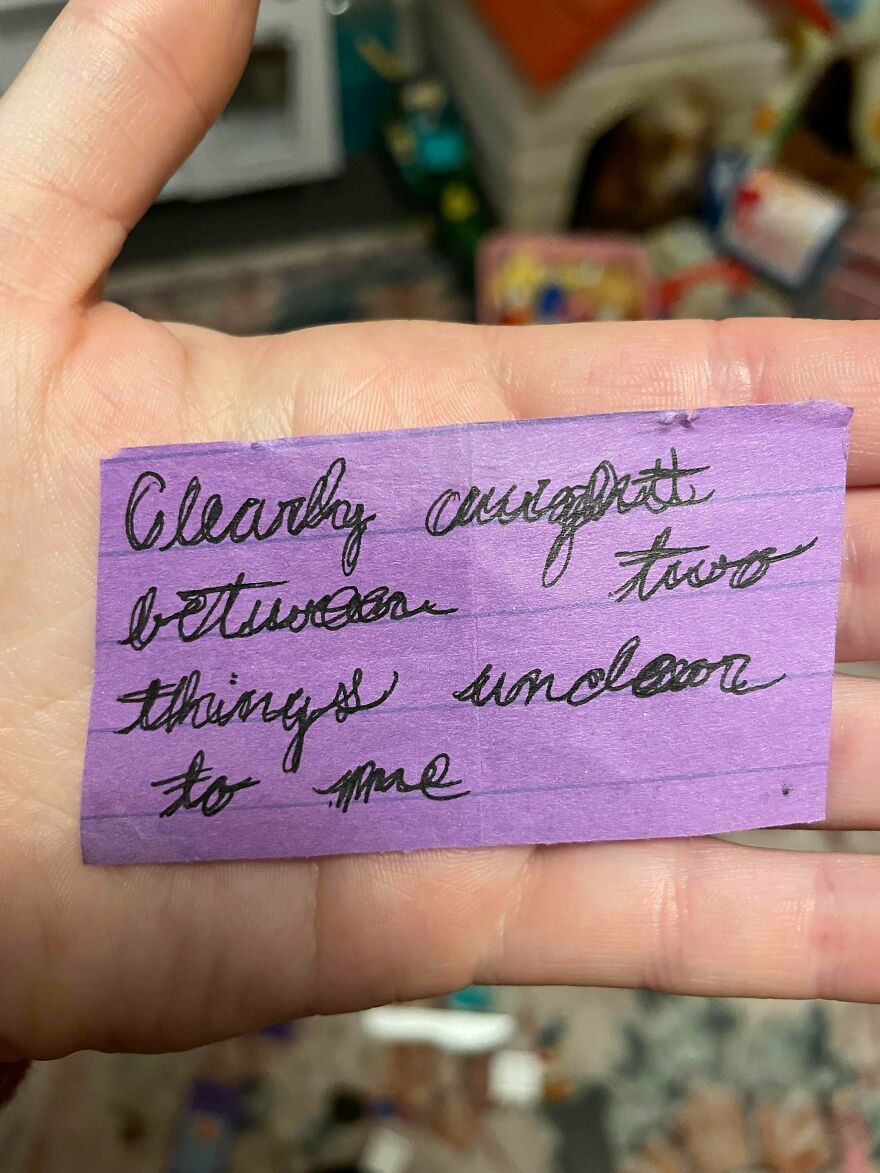 Clearly caught
between two
things unclear
to me